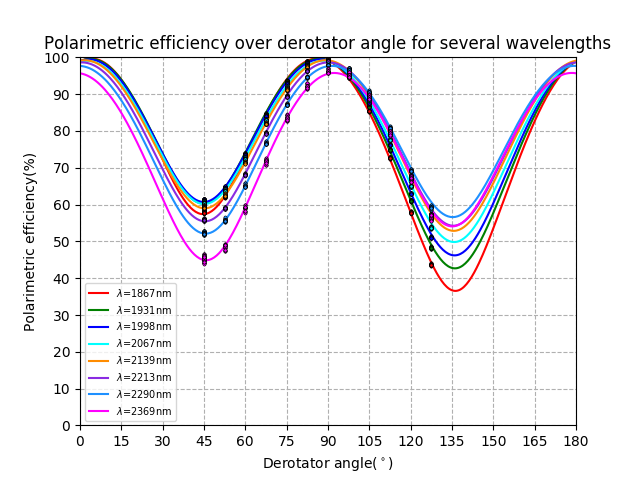 Polarimetric efficiency over derotator angle for several wavelengths
Polarimetric efficiency(%)
100
90
80
70
60
50
40
30
20
10
0
λ=1867nm
λ=1931nm
λ=1998nm
λ=2067nm
λ=2139nm
λ=2213nm
λ=2290nm
λ=2369nm
0 15 30 45 60 75 90 105 120 135 150 165 180
Derotator angle(°)